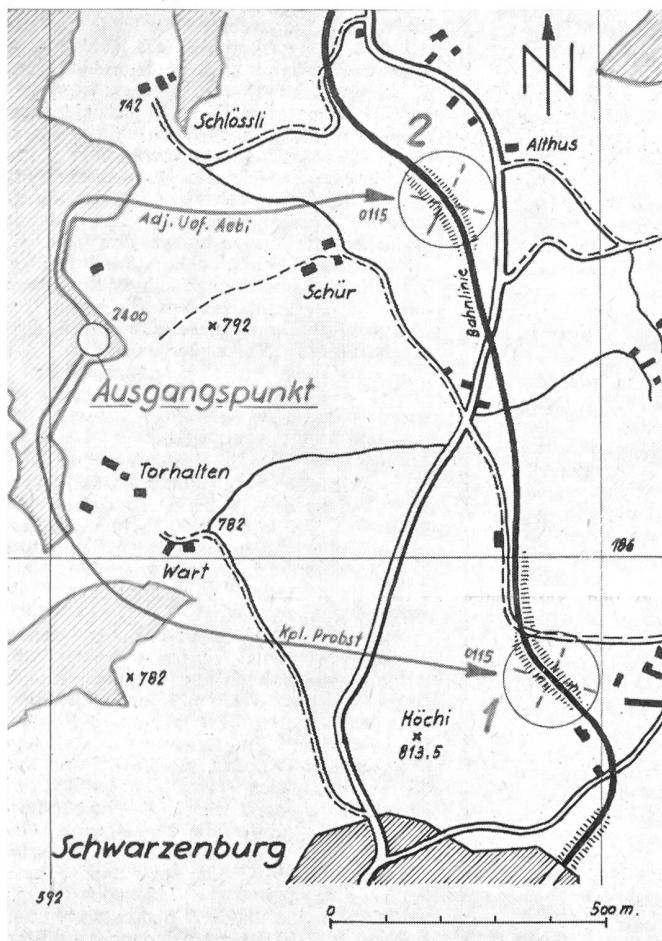 N
742
Schlössli
2
Althus
Adj. Uof. Aebi
0115
Schür
Bahnlinie
2400
792
Ausgangspunkt
Torhalten
782
Wart
186
Kpl. Probst
0115
782
1
Höchi
813.5
Schwarzenburg
592
0
500 m.